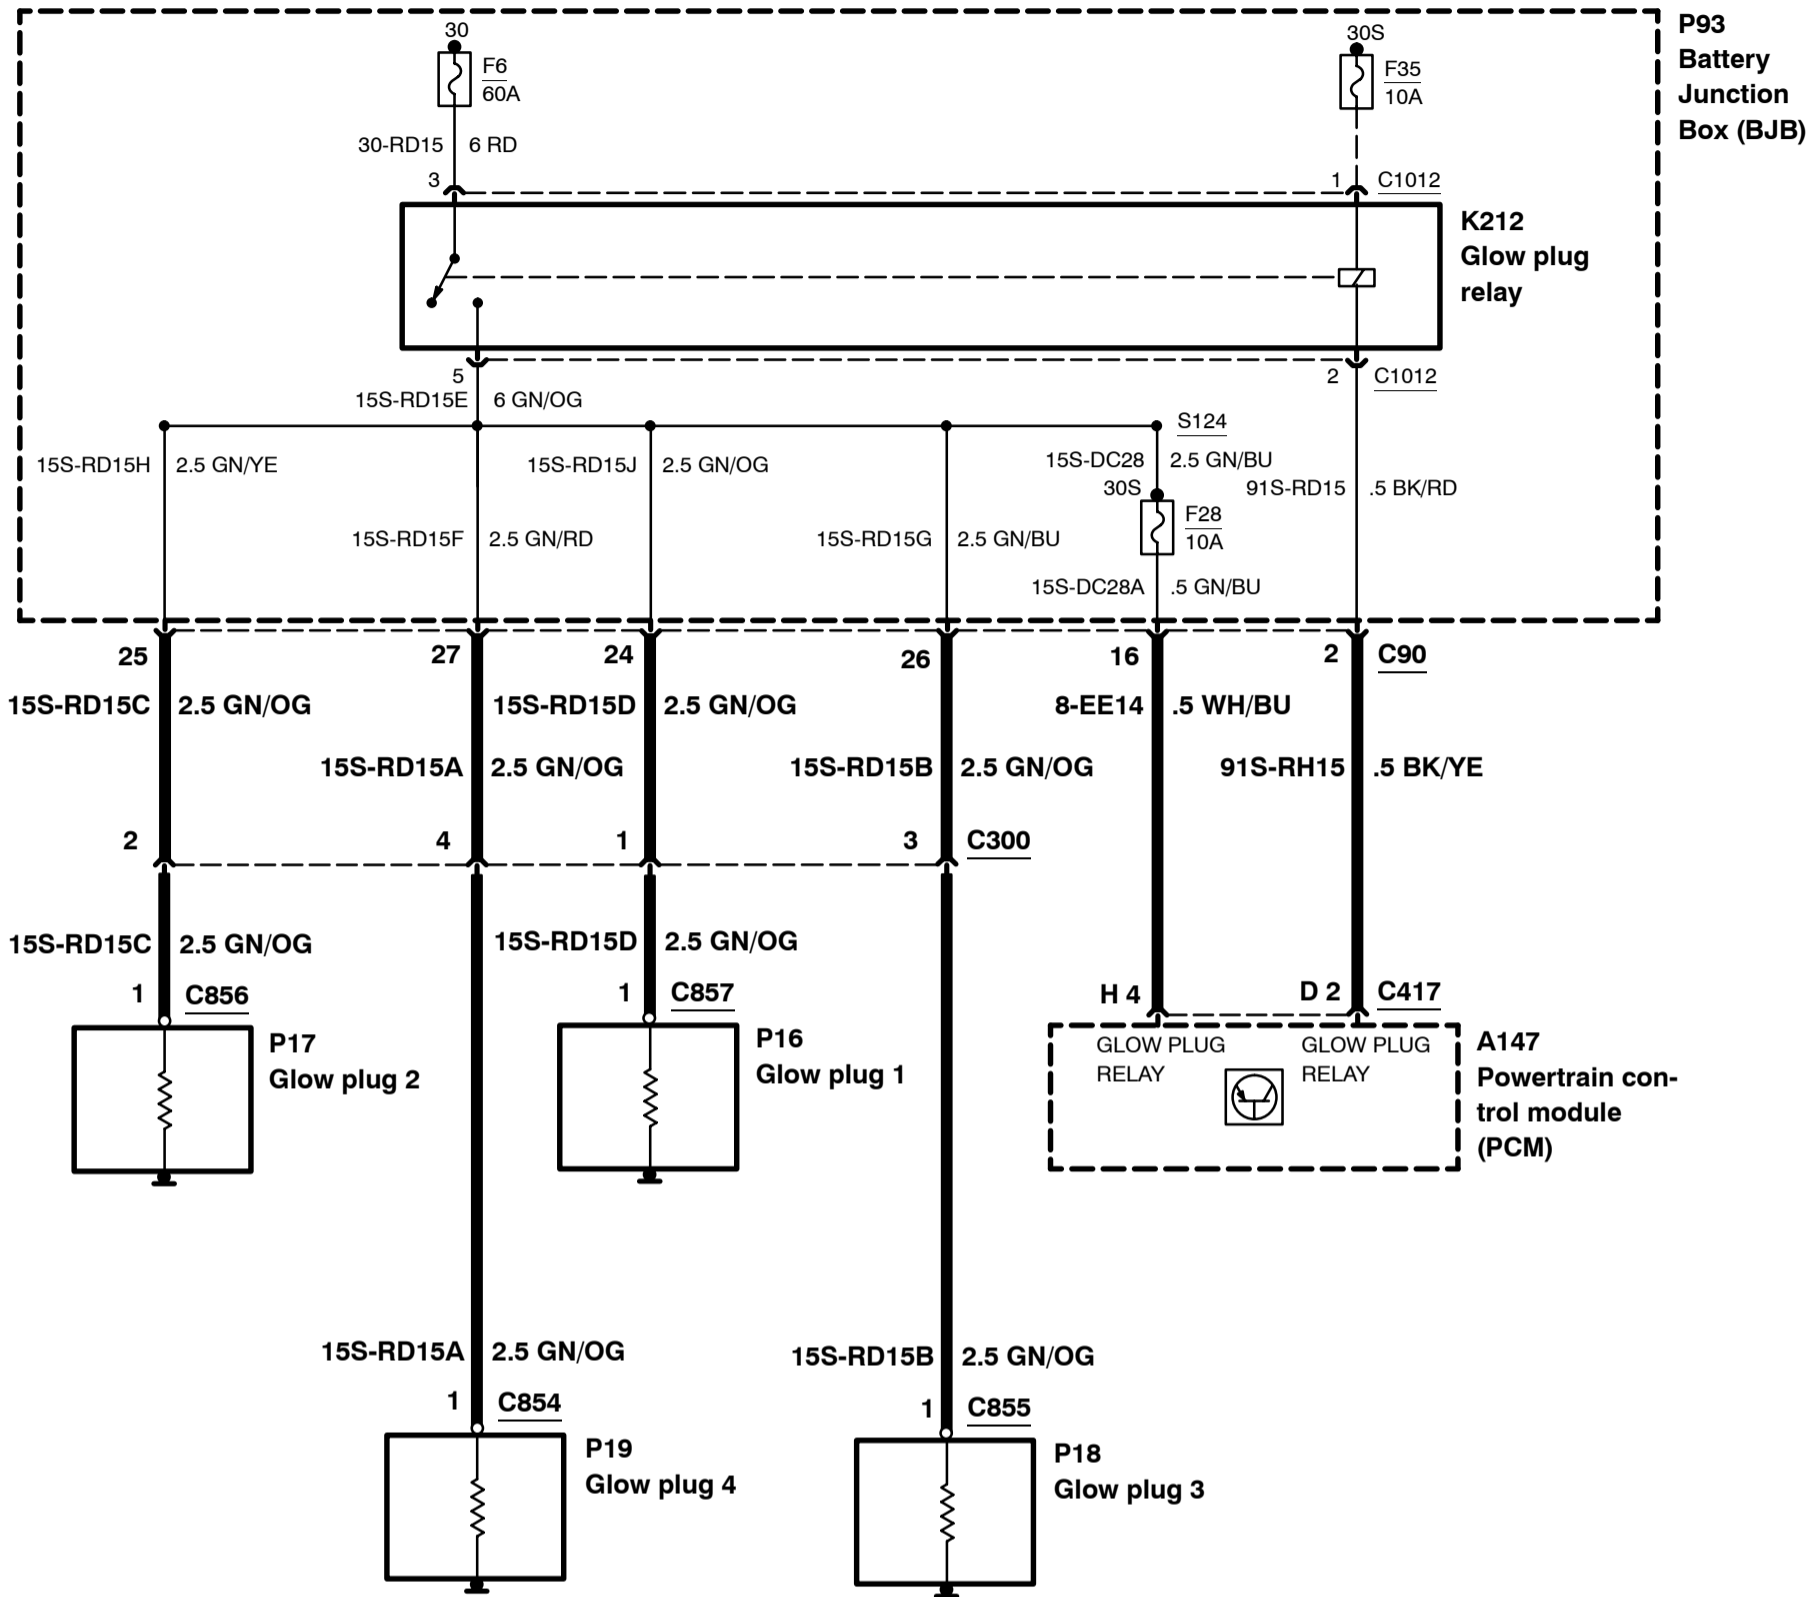 30
F6
60A
30S
F35
10A
P93
Battery
Junction
Box (BJB)
30-RD15 6 RD
3
1 C1012
K212
Glow plug
relay
5
2 C1012
15S-RD15E 6 GN/OG
S124
15S-RD15H 2.5 GN/YE
15S-RD15J 2.5 GN/OG
15S-DC28 2.5 GN/BU
30S
91S-RD15 .5 BK/RD
F28
10A
15S-RD15F 2.5 GN/RD
15S-RD15G 2.5 GN/BU
15S-DC28A .5 GN/BU
25 27 24 26 16 2 C90
15S-RD15C 2.5 GN/OG
15S-RD15D 2.5 GN/OG
8-EE14 .5 WH/BU
15S-RD15A 2.5 GN/OG
15S-RD15B 2.5 GN/OG
91S-RH15 .5 BK/YE
2 4 1 3 C300
15S-RD15C 2.5 GN/OG
15S-RD15D 2.5 GN/OG
1 C856
1 C857
H 4
D 2 C417
P17
Glow plug 2
P16
Glow plug 1
GLOW PLUG
RELAY
GLOW PLUG
RELAY
A147
Powertrain con-
trol module
(PCM)
15S-RD15A 2.5 GN/OG
15S-RD15B 2.5 GN/OG
1 C854
1 C855
P19
Glow plug 4
P18
Glow plug 3